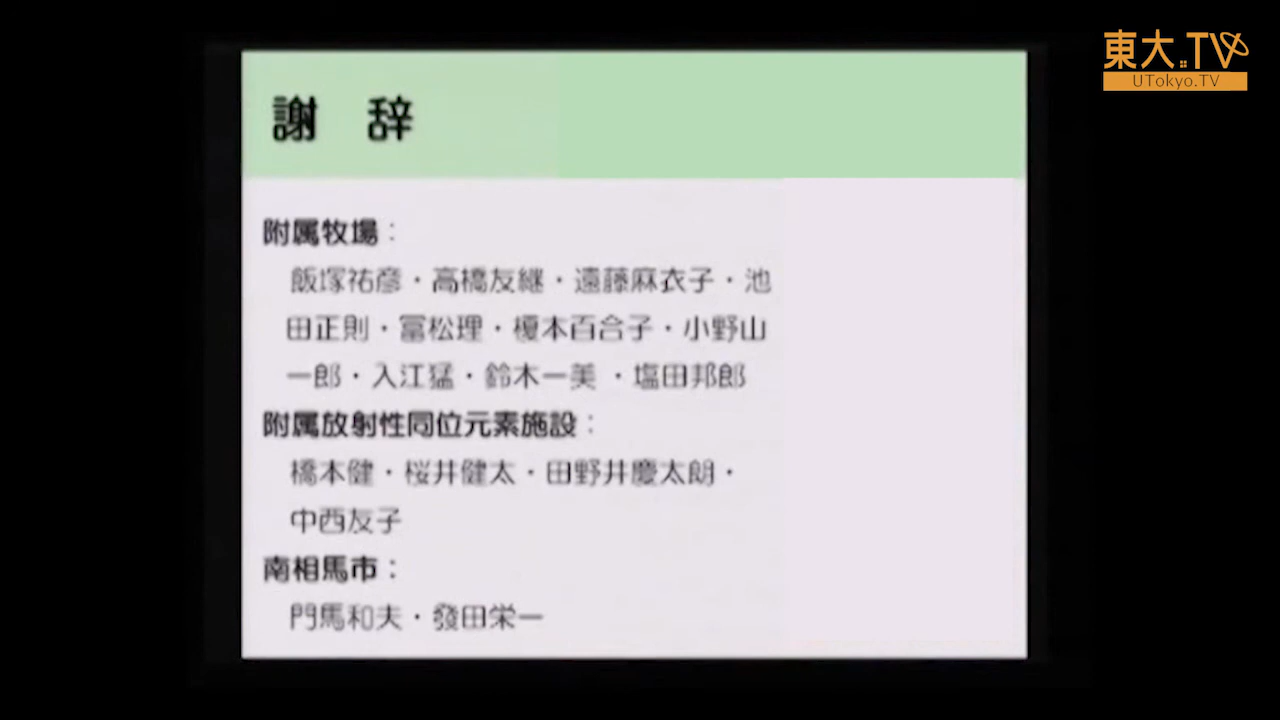 東大.TV
UTokyo.TV
謝 辞
附属牧場：
飯塚祐彦・高橋友継・遠藤麻衣子・池
田正則・冨松理・榎本百合子・小野山
一郎・入江猛・鈴木一美 ・塩田邦郎
附属放射性同位元素施設：
橋本健・桜井健太・田野井慶太朗・
中西友子
南相馬市：
門馬和夫・發田栄一